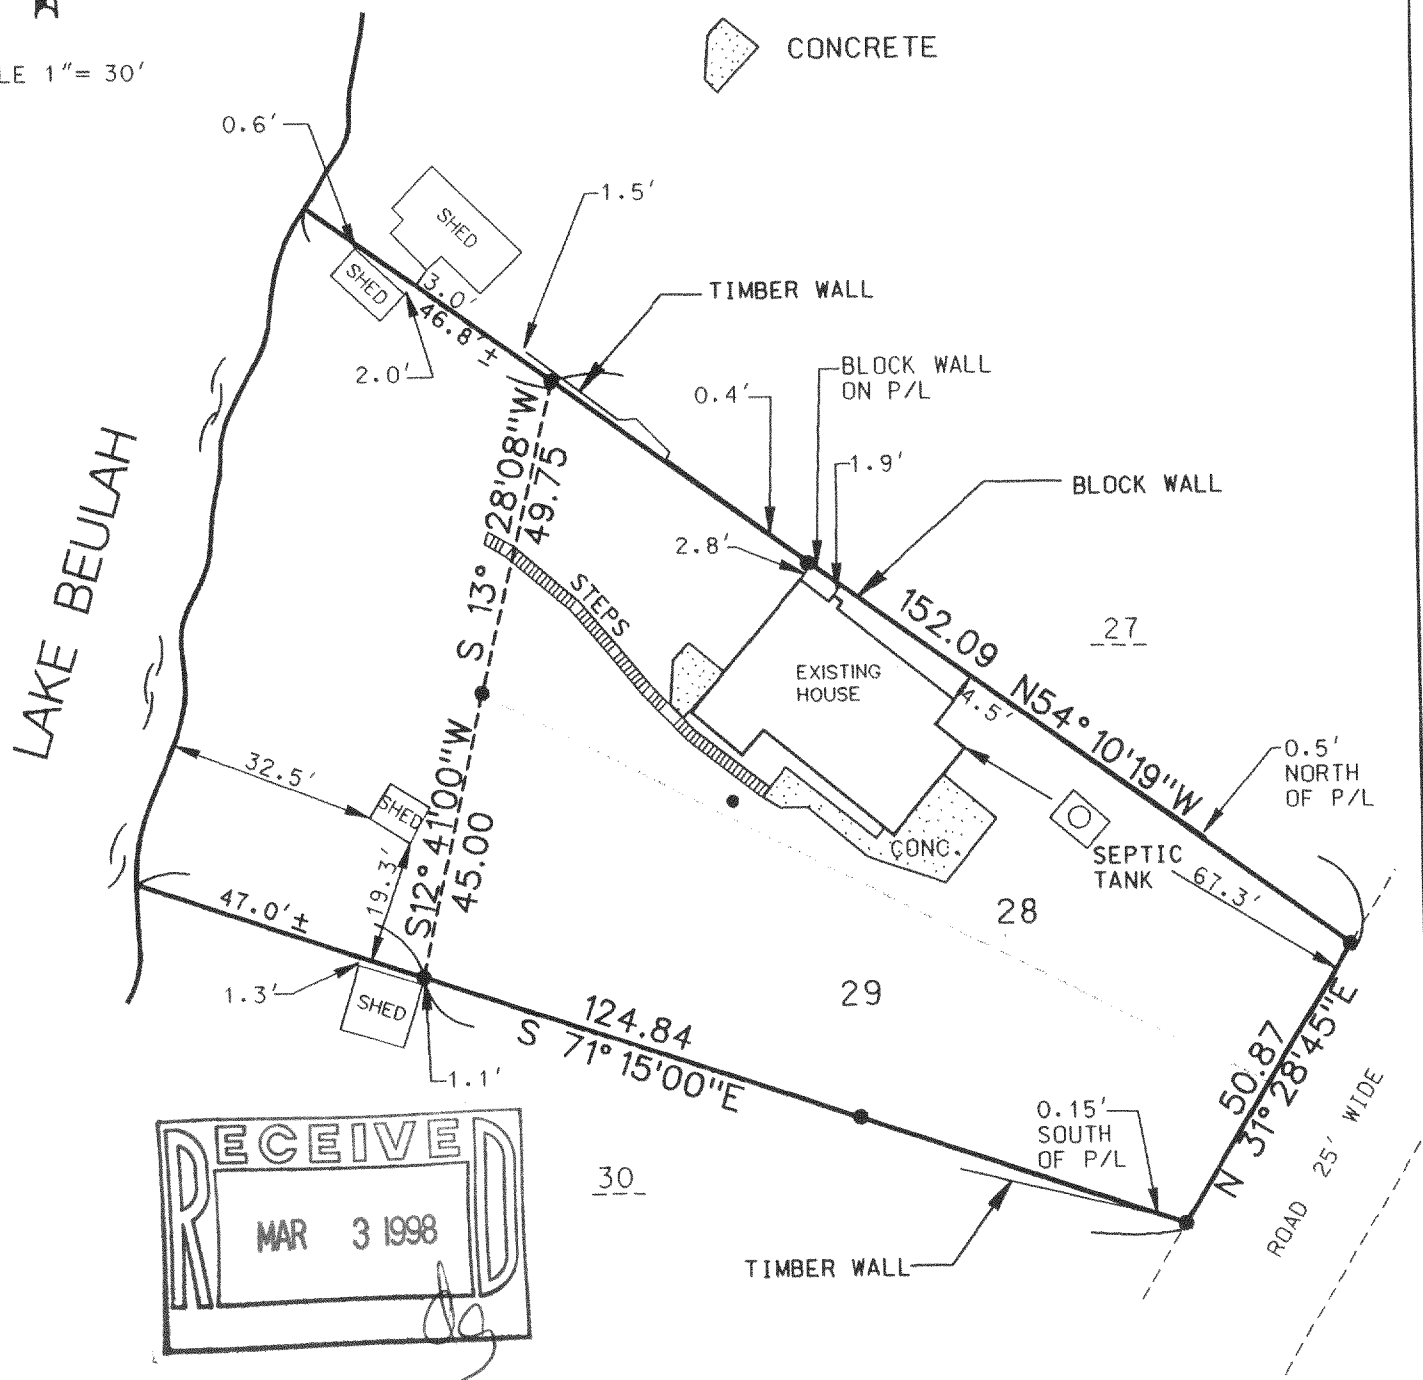 LE 1"= 30'
CONCRETE
0.6'
SHED
1.5'
SHED
3.0'
46.8'±
2.0'
TIMBER WALL
BLOCK WALL
ON P/L
0.4'
1.9'
BLOCK WALL
2.8'
S 13° 28'08"W
49.75
STEPS
LAKE BEULAH
152.09
N54°10'19"W
27
EXISTING
HOUSE
4.5'
0.5'
NORTH
OF P/L
32.5'
SHED
S12°41'00"W
45.00
19.3'
CONC.
SEPTIC
TANK
67.3'
28
29
47.0'±
1.3'
SHED
1.1'
124.84
S 71°15'00"E
50.87
N 31°28'45"E
ROAD 25' WIDE
0.15'
SOUTH
OF P/L
30
TIMBER WALL
RECEIVED
MAR 3 1998